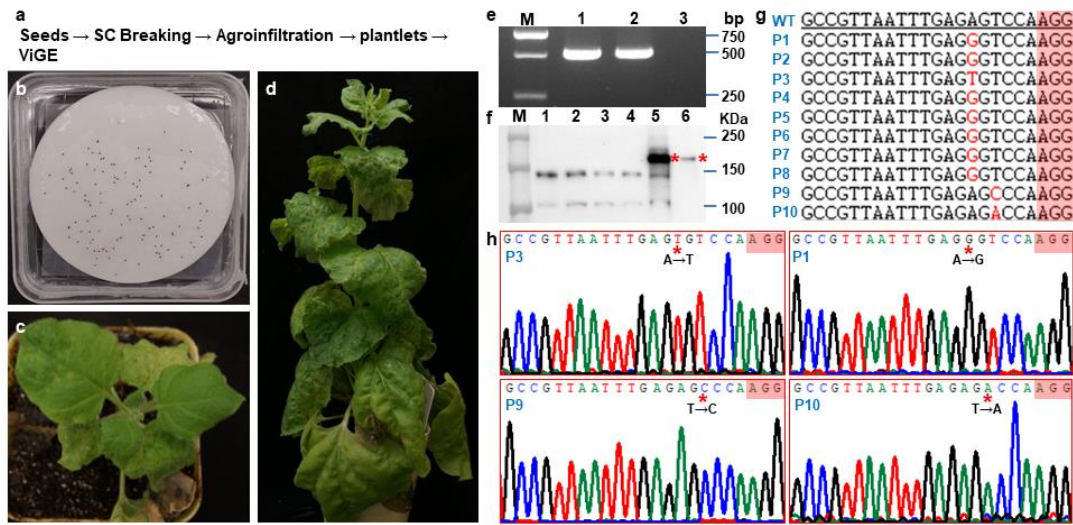 a
Seeds → SC Breaking → Agroinfiltration → plantlets →
ViGE
b
c
d
e M 1 2 3 bp
750
500
250
f M 1 2 3 4 5 6 KDa
250
* *
150
100
g
WT GCCGTTAATTTGAGAGTCCAAGG
P1 GCCGTTAATTTGAGGGTCCAAGG
P2 GCCGTTAATTTGAGGGTCCAAGG
P3 GCCGTTAATTTGAGTGTCCAAGG
P4 GCCGTTAATTTGAGGGTCCAAGG
P5 GCCGTTAATTTGAGGGTCCAAGG
P6 GCCGTTAATTTGAGGGTCCAAGG
P7 GCCGTTAATTTGAGGGTCCAAGG
P8 GCCGTTAATTTGAGGGTCCAAGG
P9 GCCGTTAATTTGAGAGCCCAAGG
P10 GCCGTTAATTTGAGAGACCAAGG
h
GCCGTTAATTTGAGTGTCCAAGG
P3 *
A→T
GCCGTTAATTTGAGGGTCCAAGG
P1 *
A→G
GCCGTTAATTTGAGAGCCCAAGG
P9 *
T→C
GCCGTTAATTTGAGAGACCAAGG
P10 *
T→A